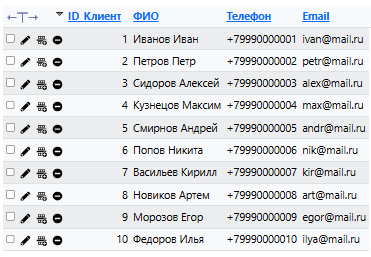 ID_Клиент ФИО Телефон Email
1 Иванов Иван +79990000001 ivan@mail.ru
2 Петров Петр +79990000002 petr@mail.ru
3 Сидоров Алексей +79990000003 alex@mail.ru
4 Кузнецов Максим +79990000004 max@mail.ru
5 Смирнов Андрей +79990000005 andr@mail.ru
6 Попов Никита +79990000006 nik@mail.ru
7 Васильев Кирилл +79990000007 kir@mail.ru
8 Новиков Артем +79990000008 art@mail.ru
9 Морозов Егор +79990000009 egor@mail.ru
10 Федоров Илья +79990000010 ilya@mail.ru